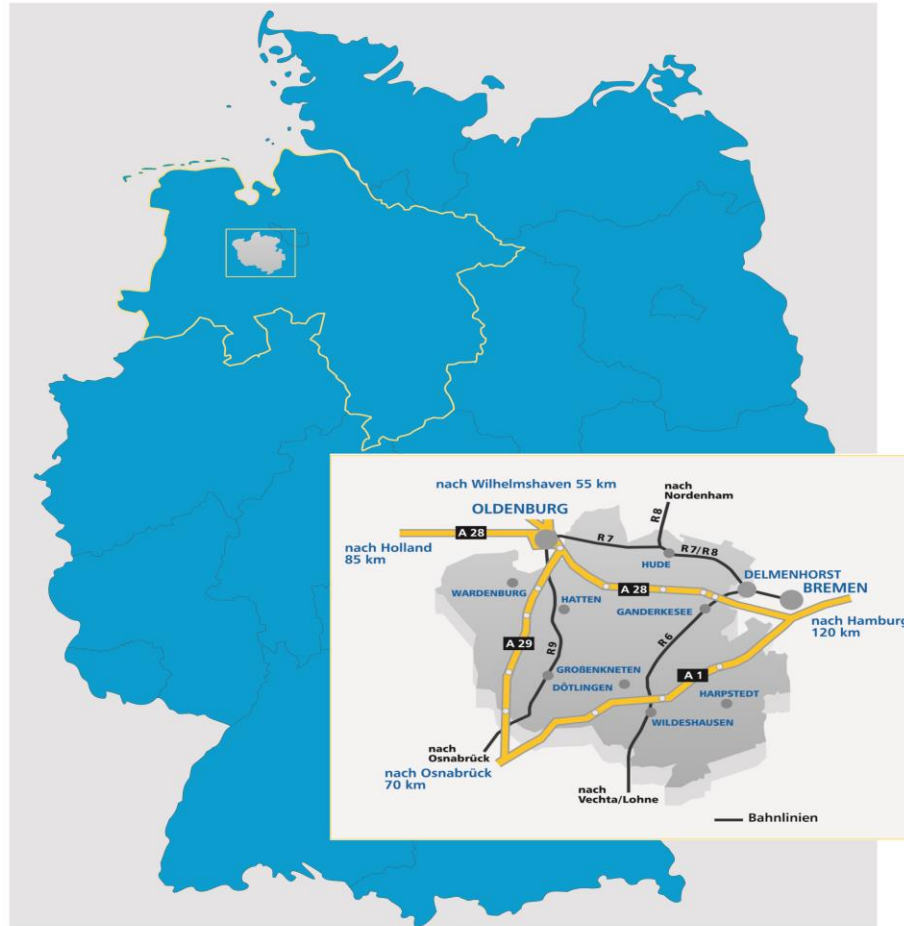 nach Wilhelmshaven 55 km
OLDENBURG
nach
Nordenham
A 28
R 7
R8
R7/R8
nach Holland
85 km
HUDE
DELMENHORST
BREMEN
WARDENBURG
HATTEN
A 28
GANDERKESEE
nach Hamburg
120 km
A 29
R9
R6
GROßENKNETEN
DÖTLINGEN
A 1
HARPSTEDT
WILDESHAUSEN
nach
Osnabrück
nach Osnabrück
70 km
nach
Vechta/Lohne
Bahnlinien